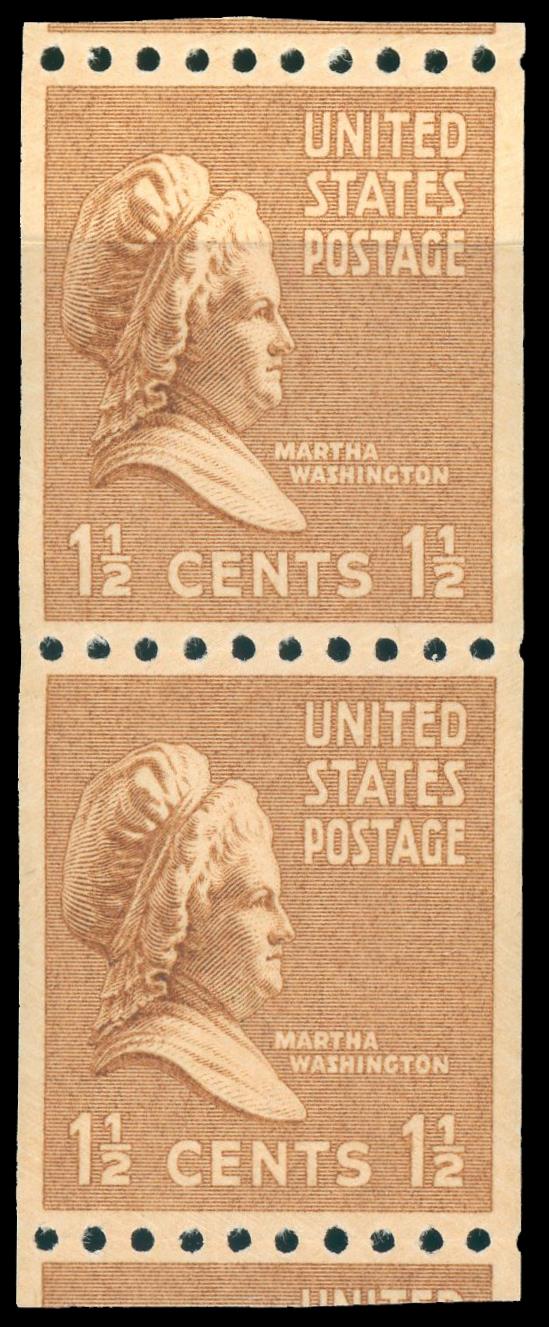 UNITED
STATES
POSTAGE
MARTHA
WASHINGTON
1½ CENTS 1½
UNITED
STATES
POSTAGE
MARTHA
WASHINGTON
1½ CENTS 1½
UNITED